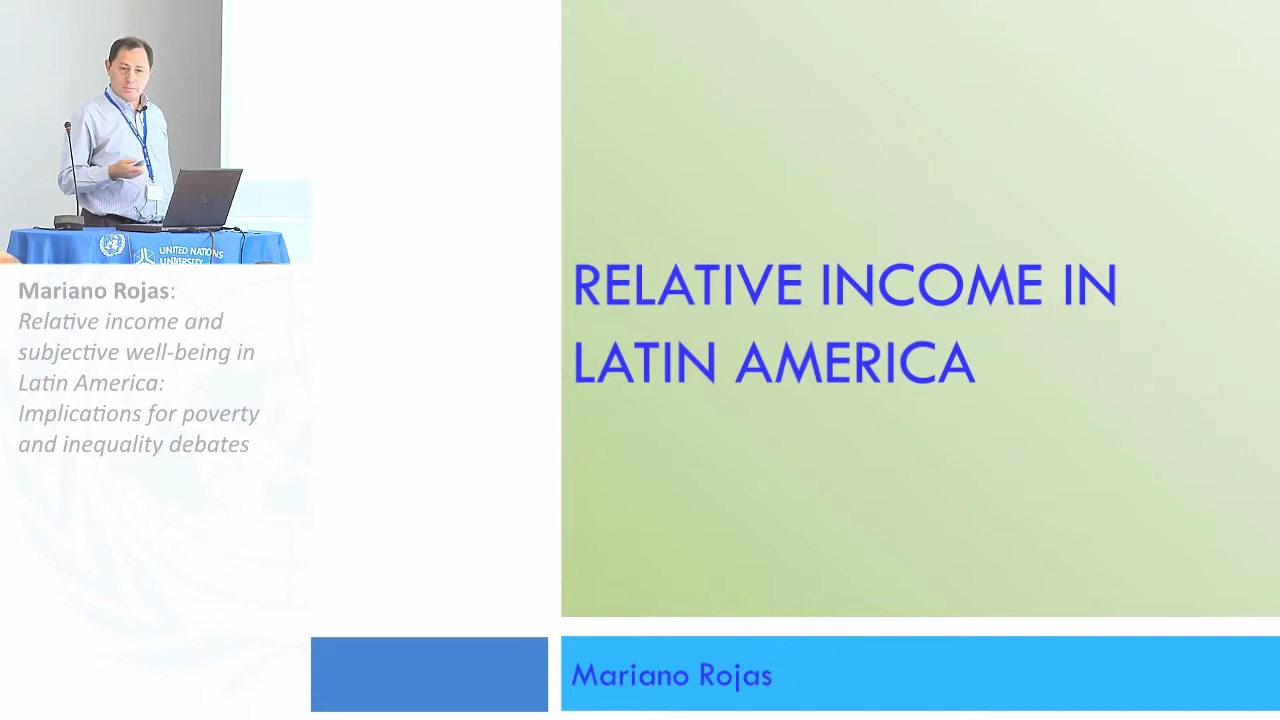 UNITED NATIONS
UNIVERSITY
Mariano Rojas:
Relative income and
subjective well-being in
Latin America:
Implications for poverty
and inequality debates
RELATIVE INCOME IN
LATIN AMERICA
Mariano Rojas